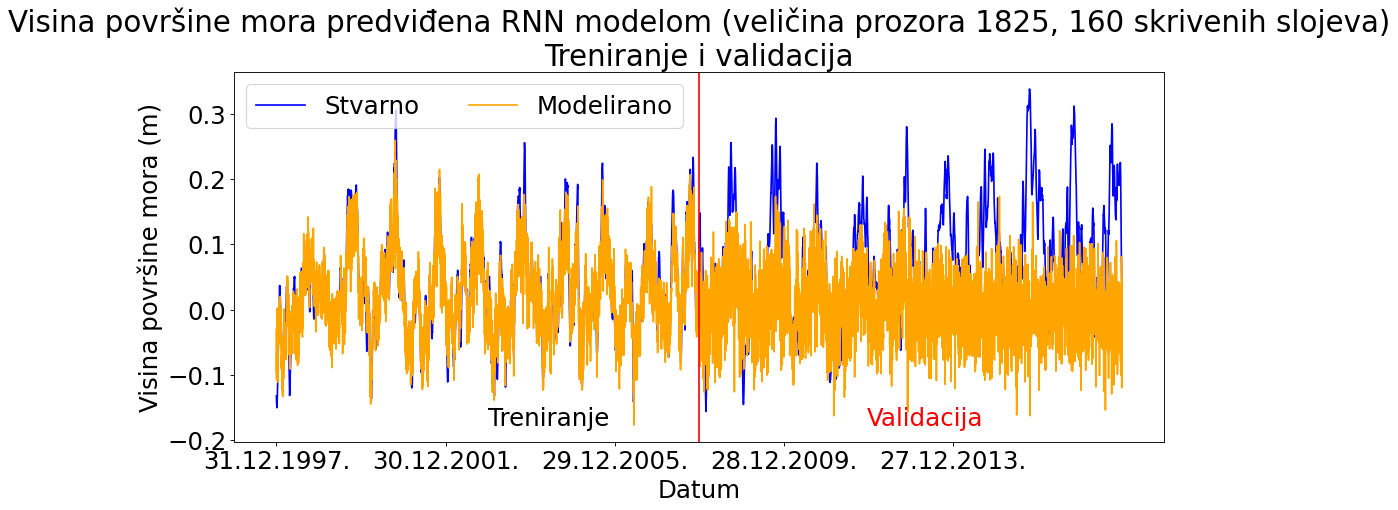 Visina površine mora predviđena RNN modelom (veličina prozora 1825, 160 skrivenih slojeva)
Treniranje i validacija
Stvarno Modelirano
Visina površine mora (m)
0.3
0.2
0.1
0.0
−0.1
−0.2
Treniranje Validacija
31.12.1997. 30.12.2001. 29.12.2005. 28.12.2009. 27.12.2013.
Datum